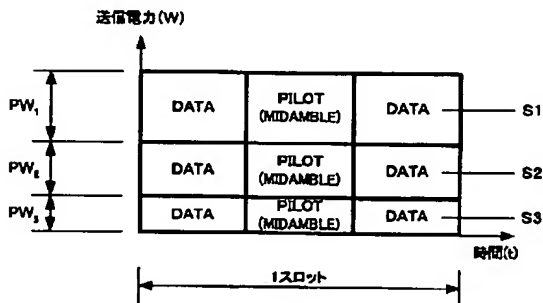 送信電力(W)
PW1
DATA
PILOT
(MIDAMBLE)
DATA
S1
PW2
DATA
PILOT
(MIDAMBLE)
DATA
S2
PW3
DATA
PILOT
(MIDAMBLE)
DATA
S3
時間(t)
1スロット